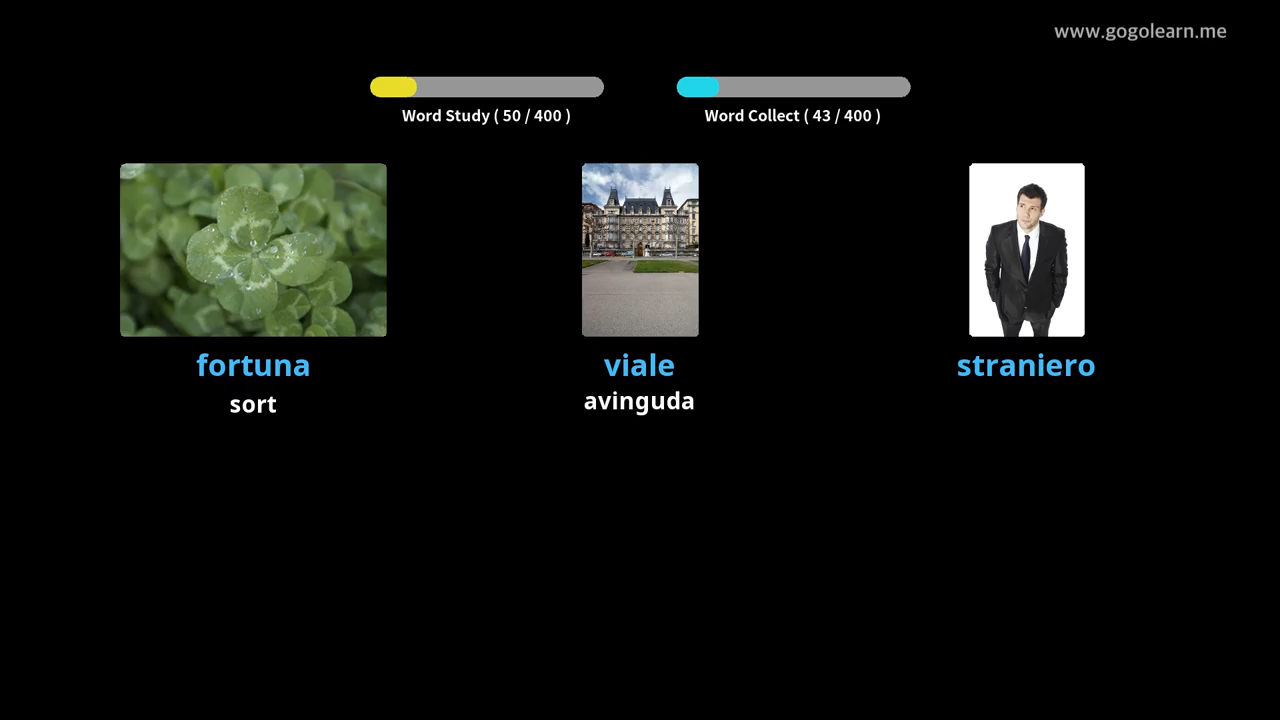 www.gogolearn.me
Word Study ( 50 / 400 )
Word Collect ( 43 / 400 )
fortuna
sort
viale
avinguda
straniero